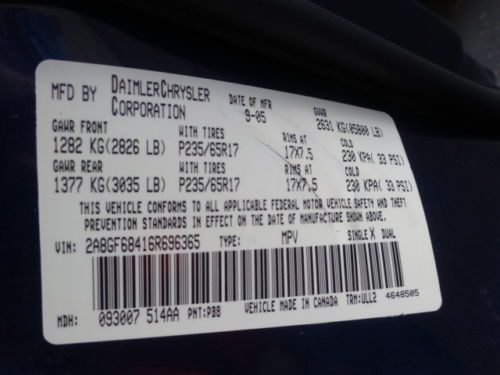 MFD BY DAIMLERCHRYSLER CORPORATION DATE OF MFR 9-05 GVWR 2631 KG(05800 LB)
GAWR FRONT WITH TIRES RIMS AT COLD
1282 KG(2826 LB) P235/65R17 17X7.5 230 KPA( 33 PSI)
GAWR REAR WITH TIRES RIMS AT COLD
1377 KG(3035 LB) P235/65R17 17X7.5 230 KPA( 33 PSI)
THIS VEHICLE CONFORMS TO ALL APPLICABLE FEDERAL MOTOR VEHICLE SAFETY AND THEFT
PREVENTION STANDARDS IN EFFECT ON THE DATE OF MANUFACTURE SHOWN ABOVE.
VIN: 2A8GF68416R696365 TYPE: MPV SINGLE X DUAL
VEHICLE MADE IN CANADA TRM:ULL2 4648505
MDH: 093007 514AA PNT:PBB